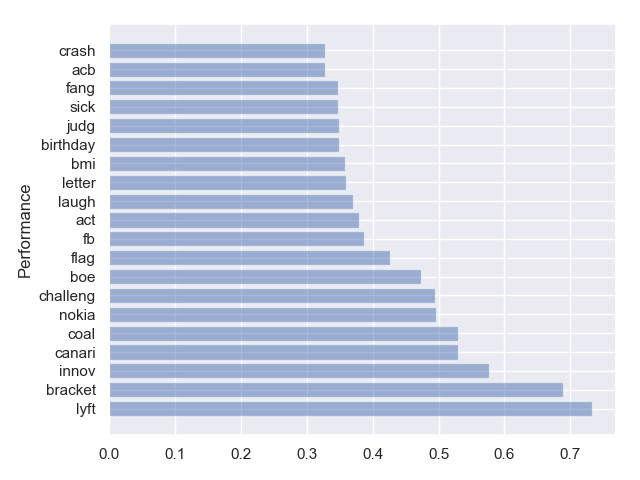 crash
acb
fang
sick
judg
birthday
bmi
letter
laugh
act
fb
flag
boe
challeng
nokia
coal
canari
innov
bracket
lyft
Performance
0.0 0.1 0.2 0.3 0.4 0.5 0.6 0.7